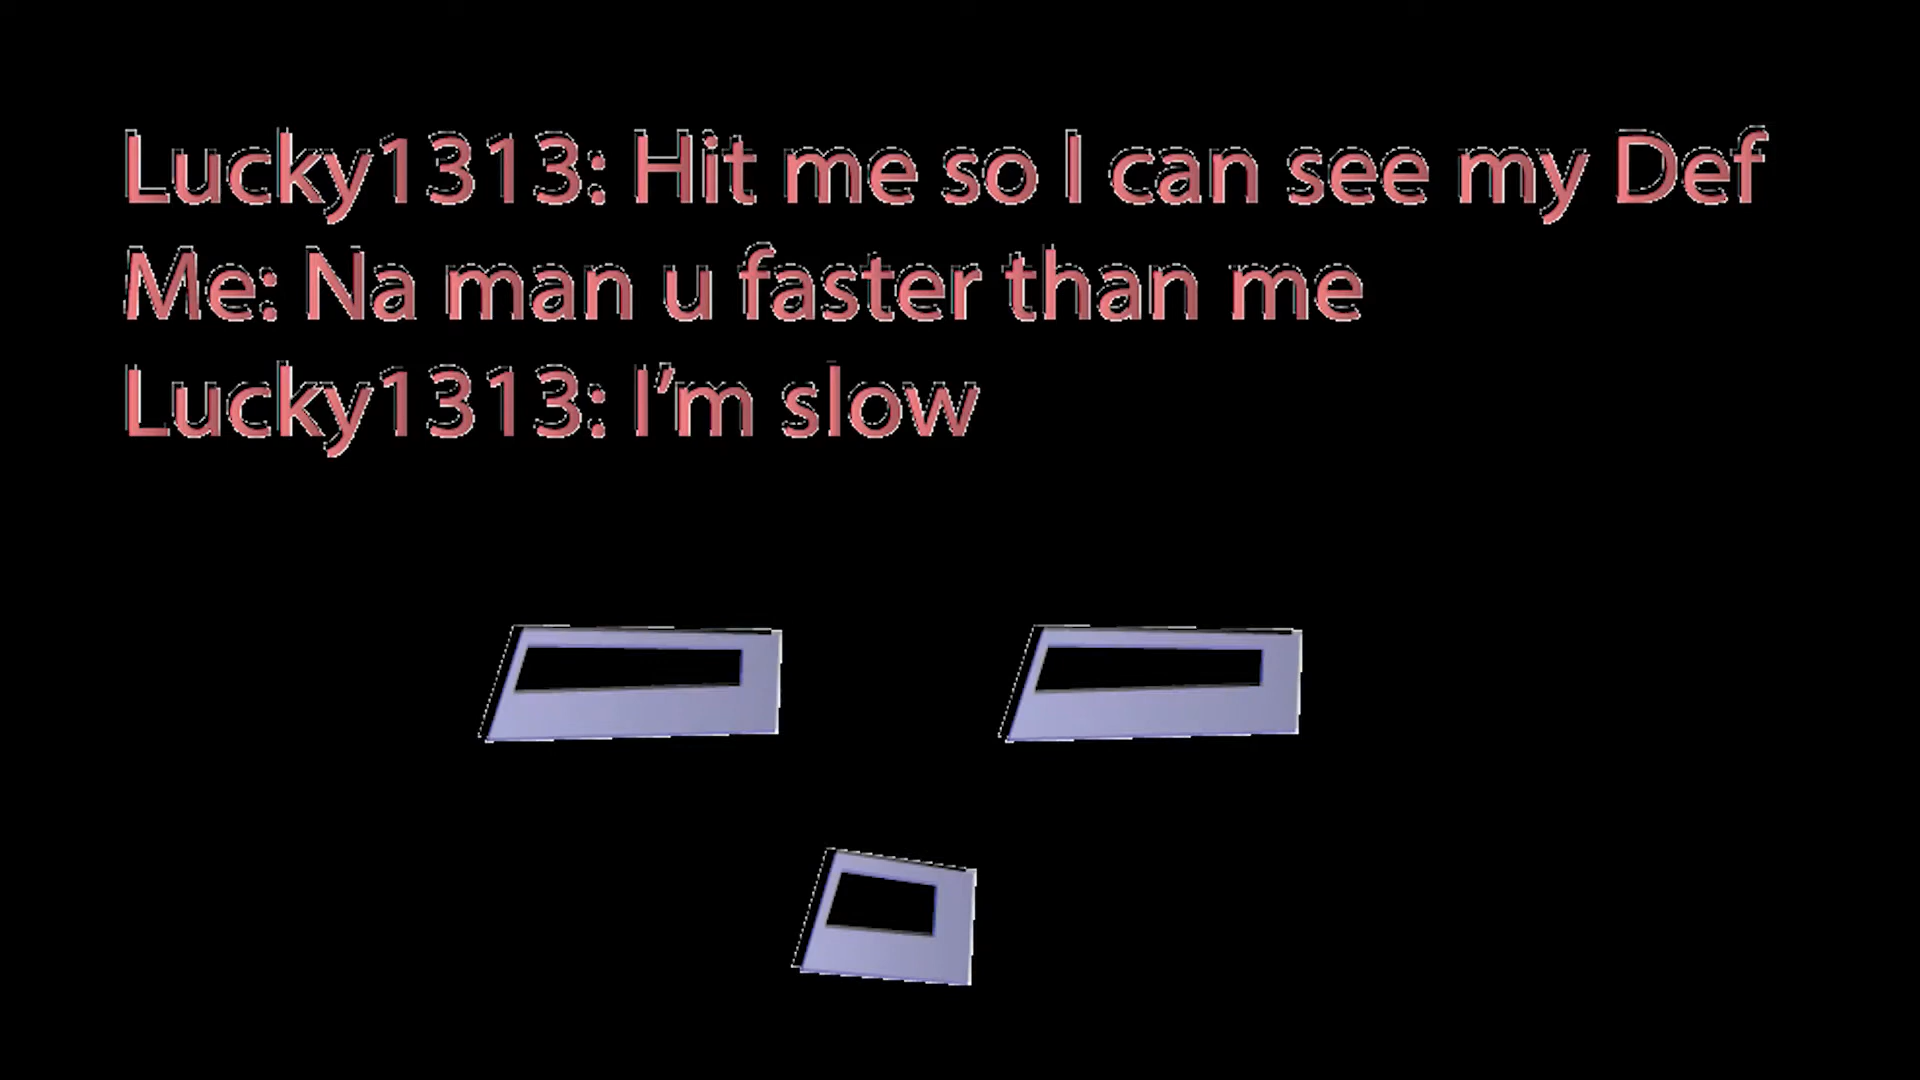 Lucky1313: Hit me so I can see my Def
Me: Na man u faster than me
Lucky1313: I’m slow